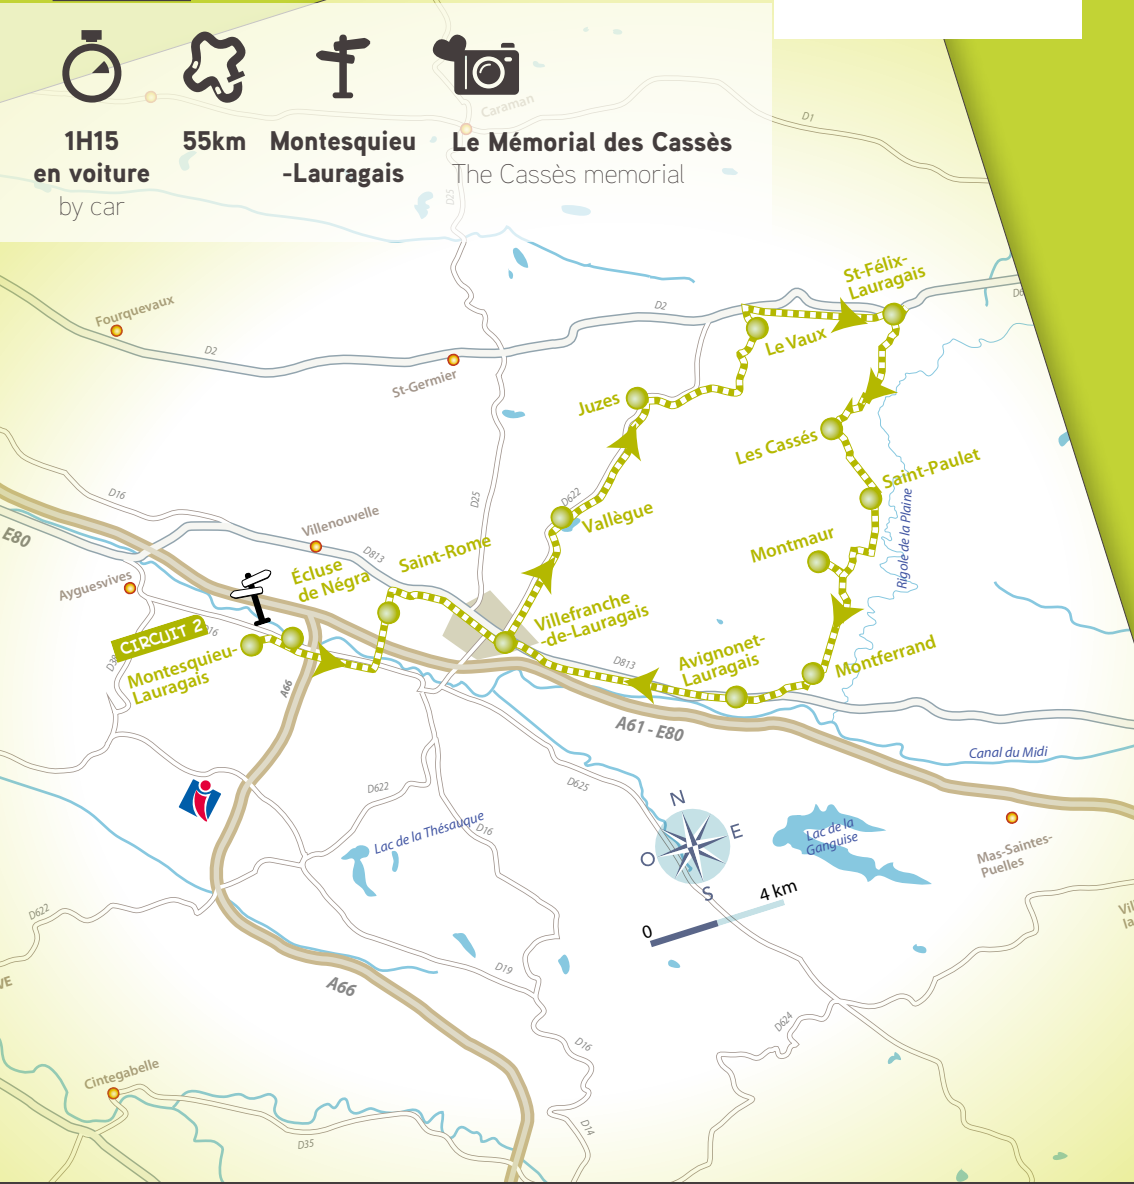 1H15
en voiture
by car
55km
Montesquieu
-Lauragais
Le Mémorial des Cassès
The Cassès memorial
Caraman
D1
D25
St-Félix-
Lauragais
Fourquevaux
D2
D2
Le Vaux
St-Germier
Juzes
Les Cassés
Saint-Paulet
D16
D25
D622
Vallègue
Rigole de la Plaine
E80
Villenouvelle
D813
Saint-Rome
Montmaur
Ayguesvives
Écluse
de Négra
Villefranche
-de-Lauragais
CIRCUIT 2
Montesquieu-
Lauragais
D813
Avignonet-
Lauragais
Montferrand
A66
A61 - E80
Canal du Midi
D622
D625
Lac de la Thésauque
D16
N
E
O
S
Lac de la
Ganguise
Mas-Saintes-
Puelles
0
4 km
D622
D19
A66
D624
D16
Cintegabelle
D35
D14